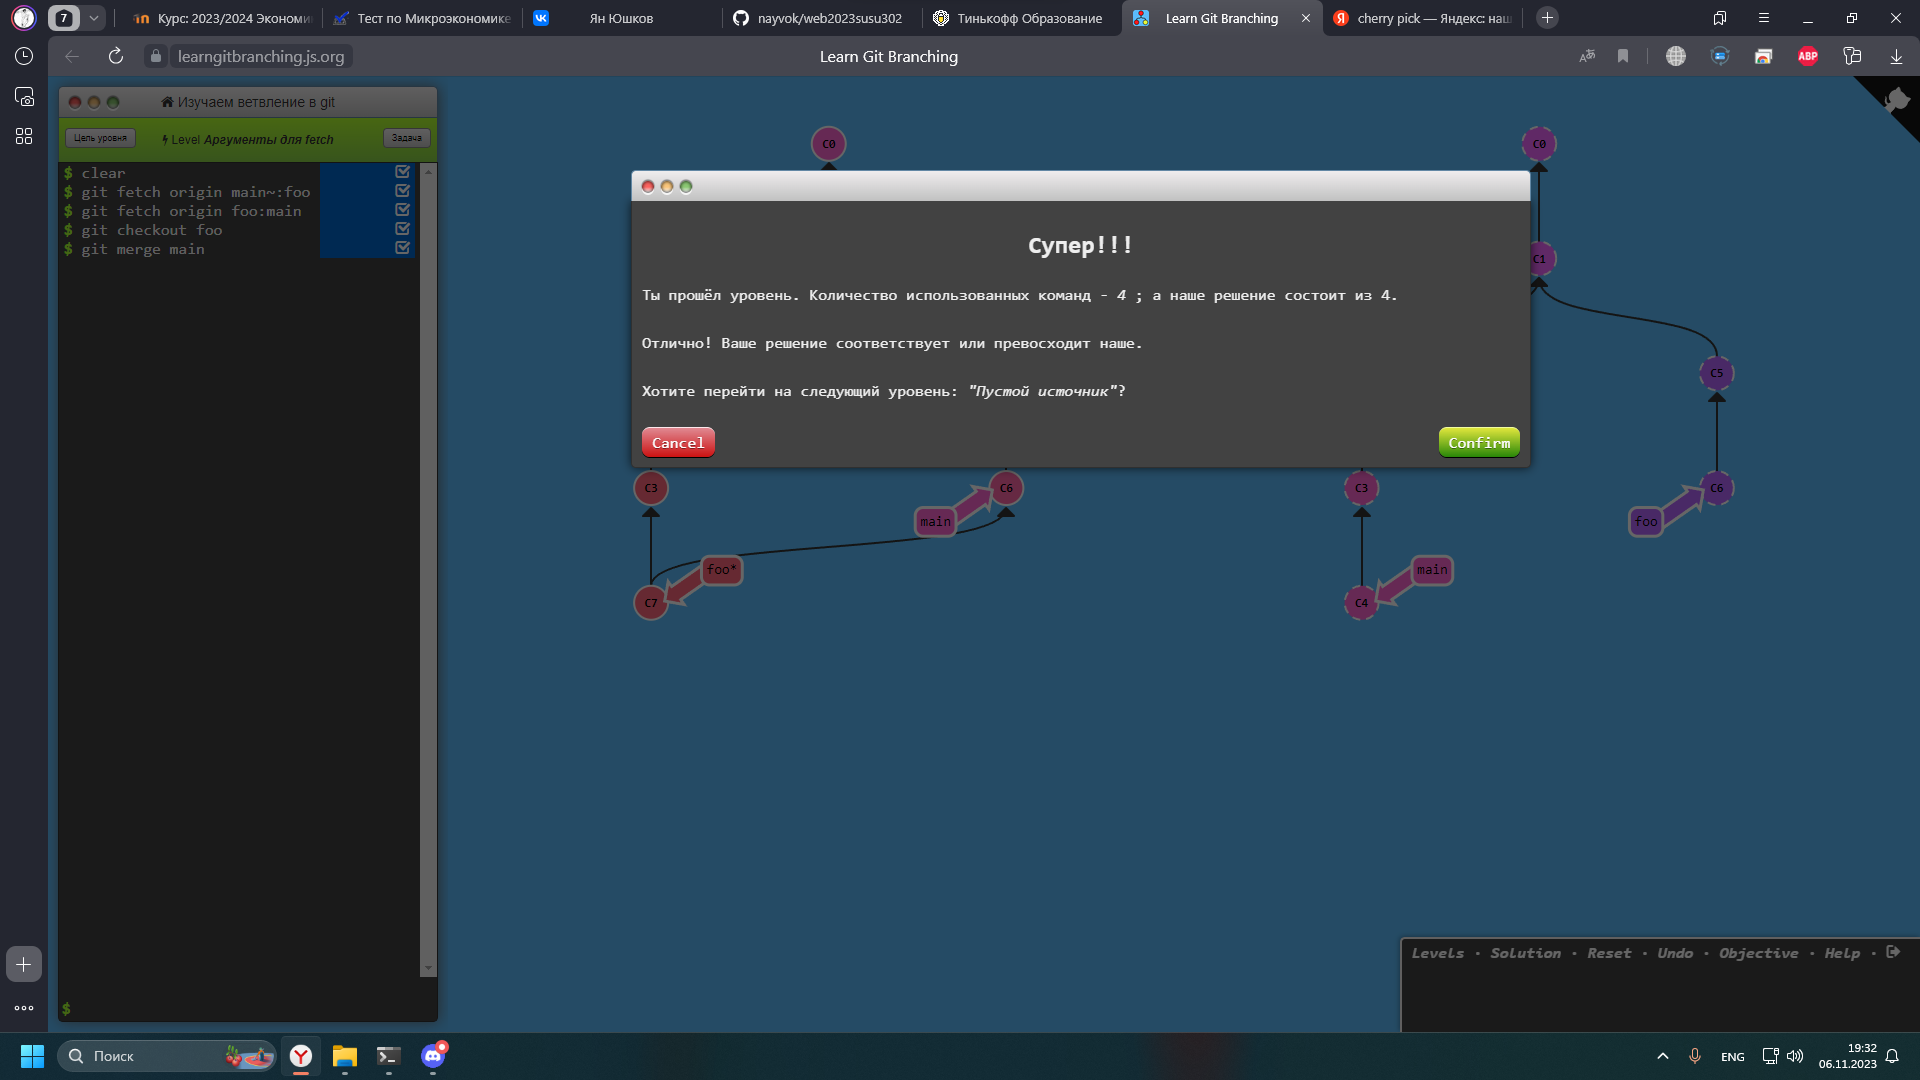 7
Курс: 2023/2024 Экономи
Тест по Микроэкономике
Ян Юшков
nayvok/web2023susu302
Тинькофф Образование
Learn Git Branching
cherry pick — Яндекс: наш
learngitbranching.js.org
Learn Git Branching
ABP
Изучаем ветвление в git
Цель уровня
Level Аргументы для fetch
Задача
$ clear
$ git fetch origin main~:foo
$ git fetch origin foo:main
$ git checkout foo
$ git merge main
$
C0
C0
C1
C5
Супер!!!
Ты прошёл уровень. Количество использованных команд - 4 ; а наше решение состоит из 4.
Отлично! Ваше решение соответствует или превосходит наше.
Хотите перейти на следующий уровень: "Пустой источник"?
Cancel
Confirm
C3
C6
C3
C6
main
foo
foo*
main
C7
C4
Levels · Solution · Reset · Undo · Objective · Help ·
Поиск
ENG
19:32
06.11.2023